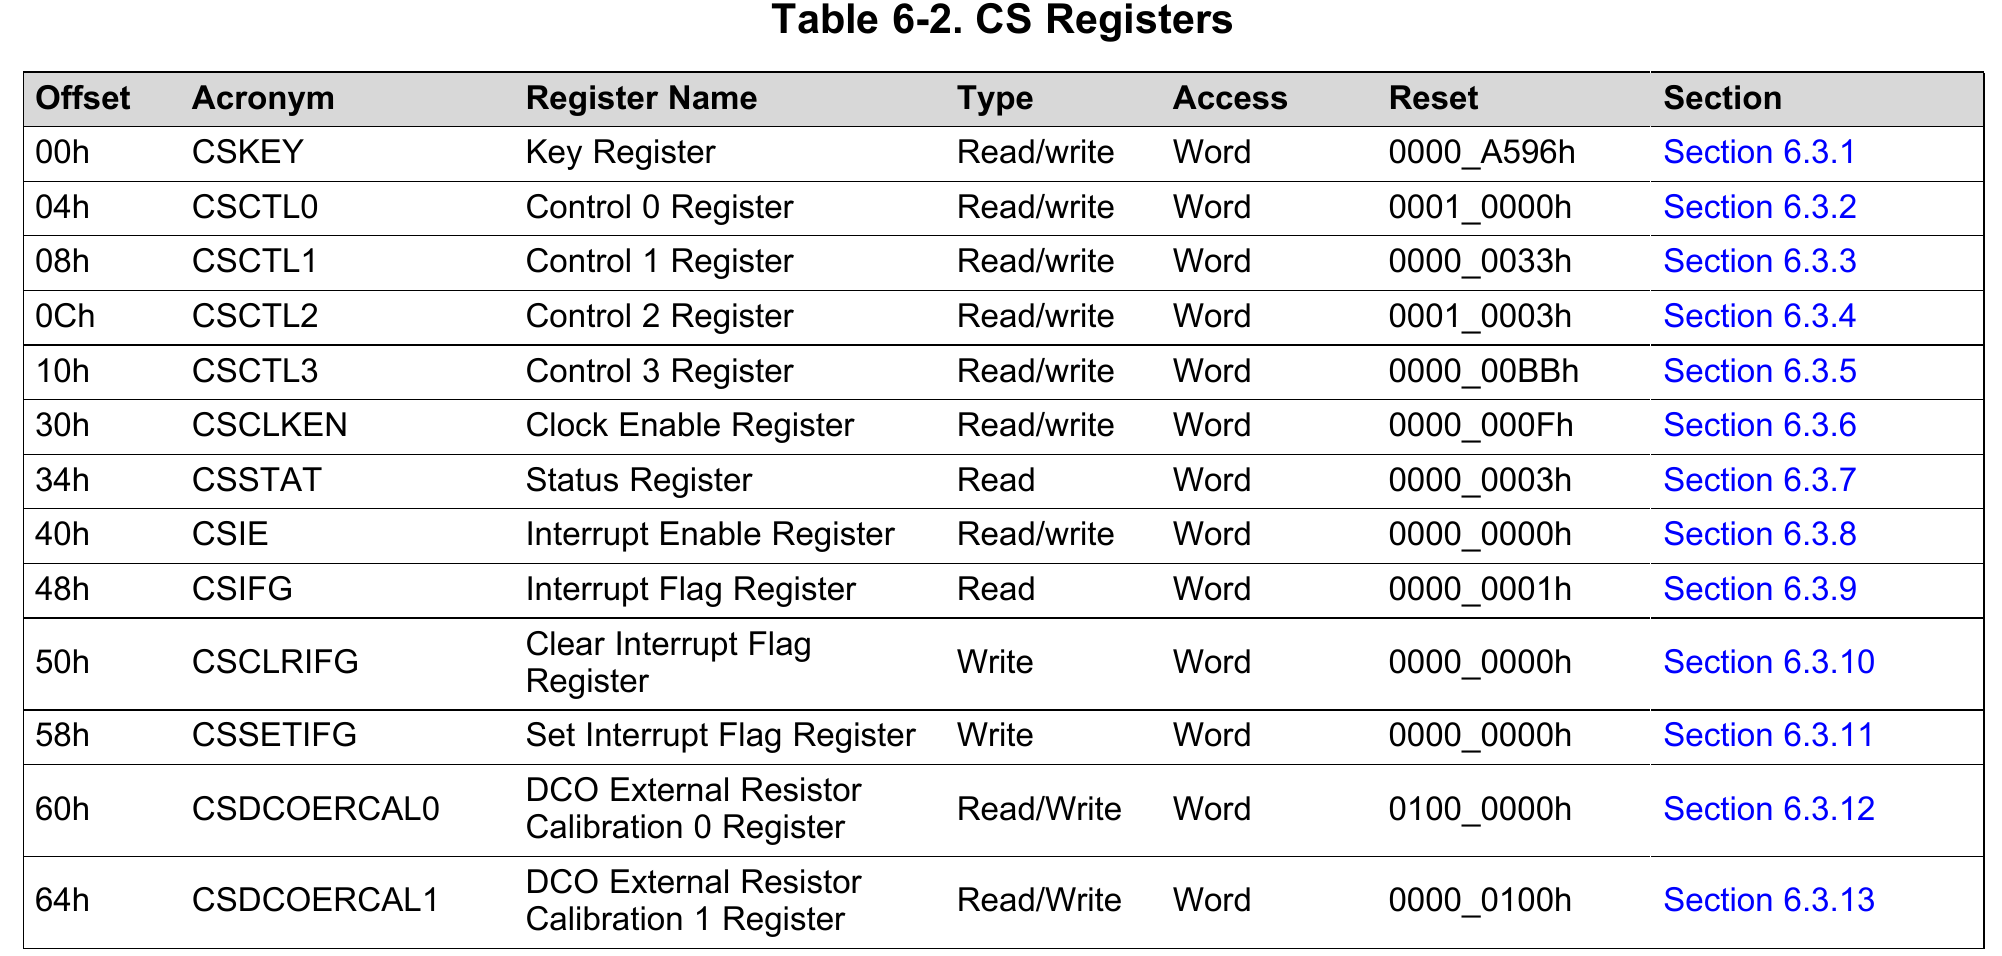 Table 6-2. CS Registers
Offset Acronym Register Name Type Access Reset Section
00h CSKEY Key Register Read/write Word 0000_A596h Section 6.3.1
04h CSCTL0 Control 0 Register Read/write Word 0001_0000h Section 6.3.2
08h CSCTL1 Control 1 Register Read/write Word 0000_0033h Section 6.3.3
0Ch CSCTL2 Control 2 Register Read/write Word 0001_0003h Section 6.3.4
10h CSCTL3 Control 3 Register Read/write Word 0000_00BBh Section 6.3.5
30h CSCLKEN Clock Enable Register Read/write Word 0000_000Fh Section 6.3.6
34h CSSTAT Status Register Read Word 0000_0003h Section 6.3.7
40h CSIE Interrupt Enable Register Read/write Word 0000_0000h Section 6.3.8
48h CSIFG Interrupt Flag Register Read Word 0000_0001h Section 6.3.9
50h CSCLRIFG Clear Interrupt Flag
Register Write Word 0000_0000h Section 6.3.10
58h CSSETIFG Set Interrupt Flag Register Write Word 0000_0000h Section 6.3.11
60h CSDCOERCAL0 DCO External Resistor
Calibration 0 Register Read/Write Word 0100_0000h Section 6.3.12
64h CSDCOERCAL1 DCO External Resistor
Calibration 1 Register Read/Write Word 0000_0100h Section 6.3.13